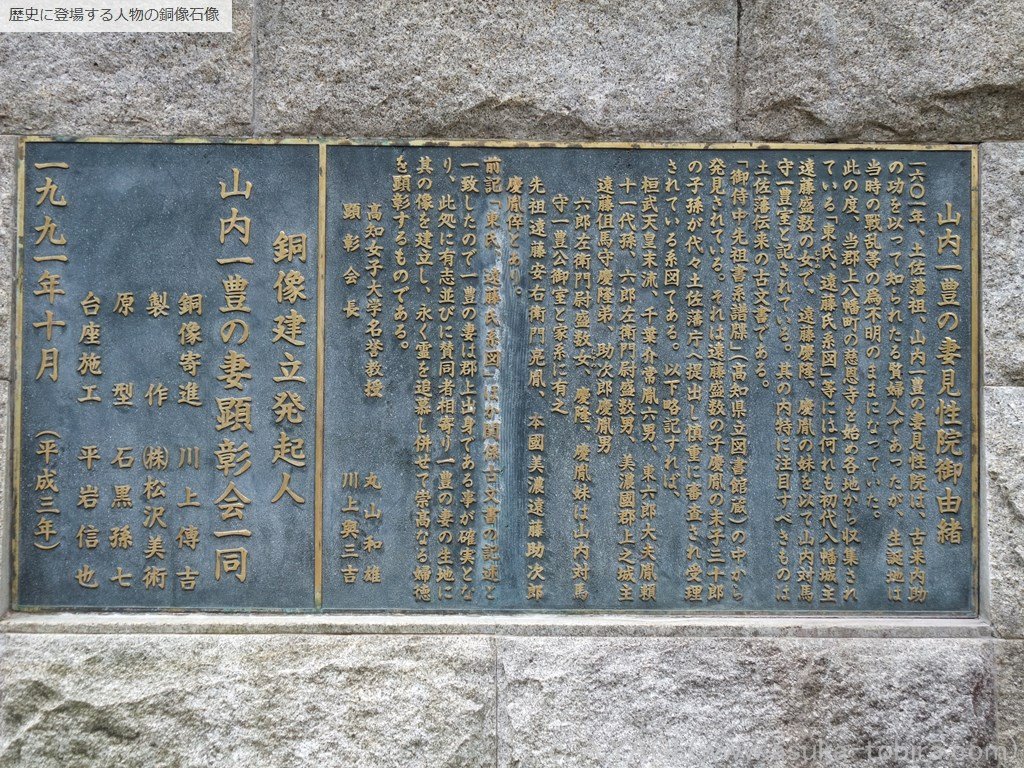 歴史に登場する人物の銅像石像
山内一豊の妻見性院御由緒
一六〇一年、土佐藩祖、山内一豊の妻見性院は、古来内助
の功を以って知られたる賢婦人であったが、生誕地は
当時の戦乱等の為不明のままになっていた。
此の度、当郡上八幡町の慈恩寺を始め各地から収集され
ている「東氏、遠藤氏系図」等には何れも初代八幡城主
遠藤盛数の女で、遠藤慶隆、慶胤の妹を以て山内対馬
守一豊室と記されている。其の内特に注目すべきものは
土佐藩伝来の古文書である。
「御侍中先祖書系譜牒」(高知県立図書館蔵)の中から
発見されている。それは遠藤盛数の子慶胤の末子三十郎
の子孫が代々土佐藩庁へ提出し慎重に審査され受理
されている系図である。以下略記すれば、
桓武天皇末流、千葉介常胤六男、東六郎大夫胤頼
十一代孫、六郎左衛門尉盛数男、美濃國郡上之城主
遠藤但馬守慶隆弟、助次郎慶胤男
六郎左衛門尉盛数女、慶隆、慶胤妹は山内対馬
守一豊公御室と家系に有之
先祖遠藤安右衛門亮胤、本國美濃遠藤助次郎
慶胤倅とあり。
前記「東氏、遠藤氏系図」ほか関係古文書の記述と
一致したので一豊の妻は郡上出身である事が確実とな
り、此処に有志並びに賛同者相寄り一豊の妻の生地に
其の像を建立し、永く霊を追慕し併せて崇高なる婦徳
を顕彰するものである。
高知女子大学名誉教授 丸山和雄
顕彰会長 川上與三吉
銅像建立発起人
山内一豊の妻顕彰会一同
銅像寄進 川上傳吉
製作 ㈱松沢美術
原型 石黒孫七
台座施工 平岩信也
一九九一年十月 (平成三年)